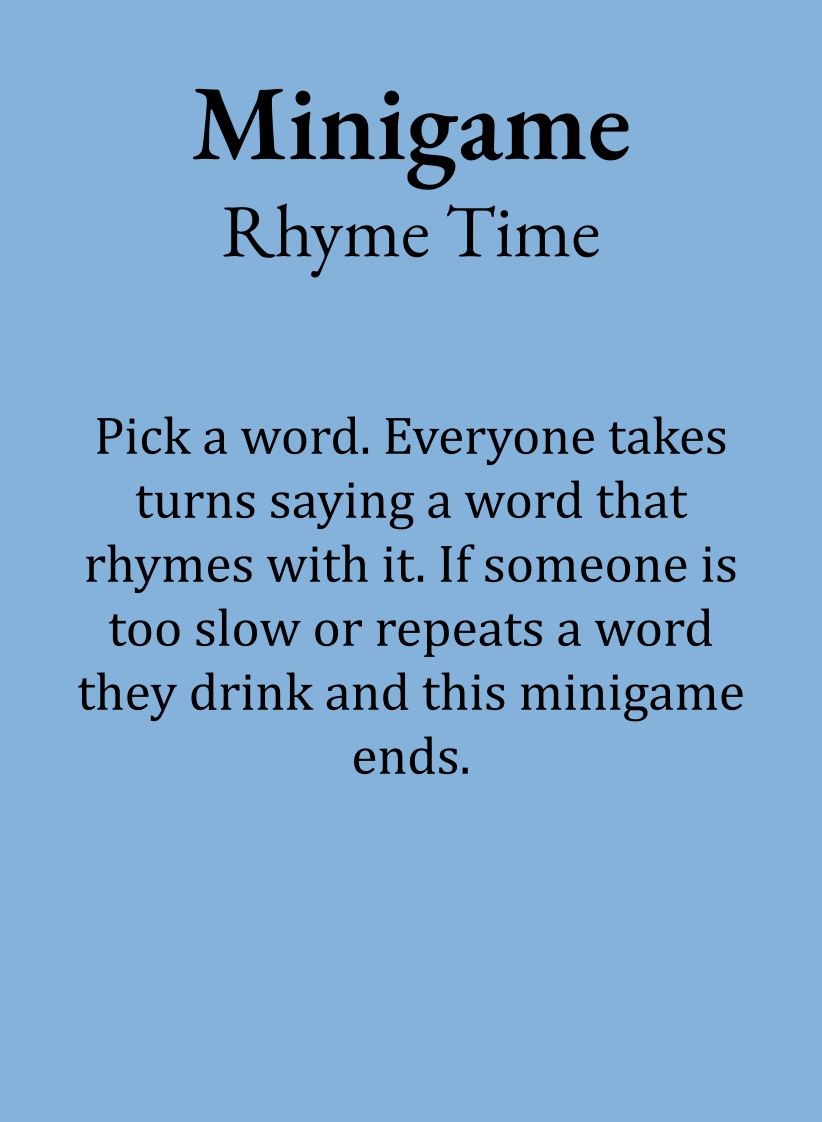 Minigame
Rhyme Time
Pick a word. Everyone takes
turns saying a word that
rhymes with it. If someone is
too slow or repeats a word
they drink and this minigame
ends.